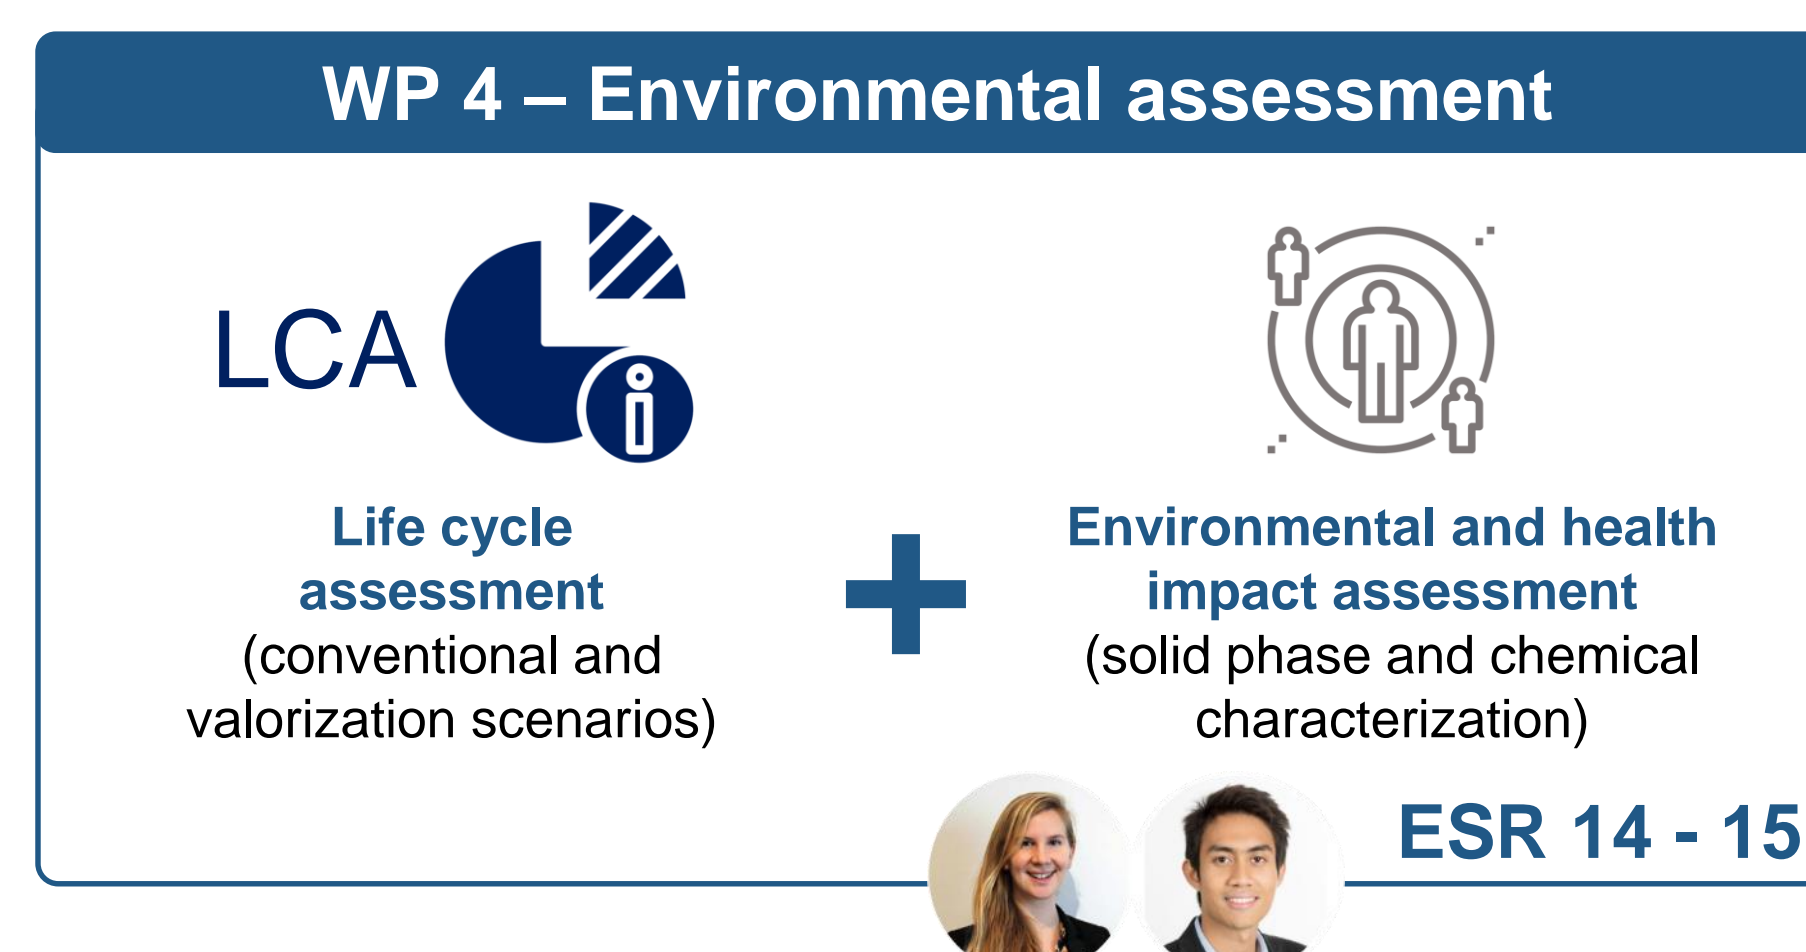 WP 4 – Environmental assessment
LCA
Life cycle
assessment
(conventional and
valorization scenarios)
Environmental and health
impact assessment
(solid phase and chemical
characterization)
ESR 14 - 15